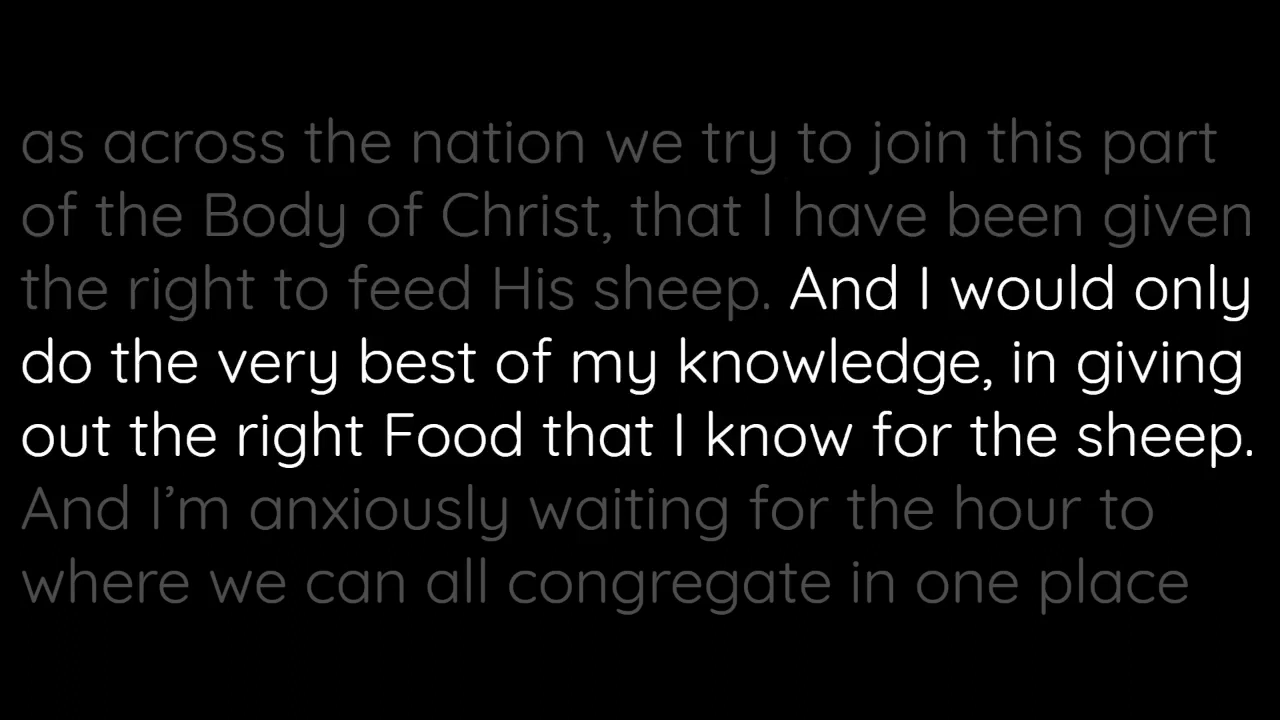 as across the nation we try to join this part
of the Body of Christ, that I have been given
the right to feed His sheep. And I would only
do the very best of my knowledge, in giving
out the right Food that I know for the sheep.
And I’m anxiously waiting for the hour to
where we can all congregate in one place